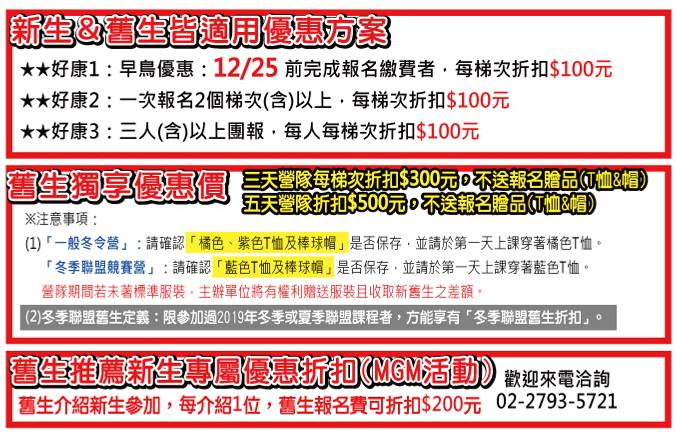 新生&舊生皆適用優惠方案
★★好康1：早鳥優惠：12/25 前完成報名繳費者，每梯次折扣$100元
★★好康2：一次報名2個梯次(含)以上，每梯次折扣$100元
★★好康3：三人(含)以上團報，每人每梯次折扣$100元
舊生獨享優惠價 三天營隊每梯次折扣$300元，不送報名贈品(T恤&帽)
五天營隊折扣$500元，不送報名贈品(T恤&帽)
※注意事項：
(1)「一般冬令營」：請確認「橘色、紫色T恤及棒球帽」是否保存，並請於第一天上課穿著橘色T恤。
「冬季聯盟競賽營」：請確認「藍色T恤及棒球帽」是否保存，並請於第一天上課穿著藍色T恤。
營隊期間若未著標準服裝，主辦單位將有權利贈送服裝且收取新舊生之差額。
(2)冬季聯盟舊生定義：限參加過2019年冬季或夏季聯盟課程者，方能享有「冬季聯盟舊生折扣」。
舊生推薦新生專屬優惠折扣(MGM活動) 歡迎來電洽詢
舊生介紹新生參加，每介紹1位，舊生報名費可折扣$200元 02-2793-5721